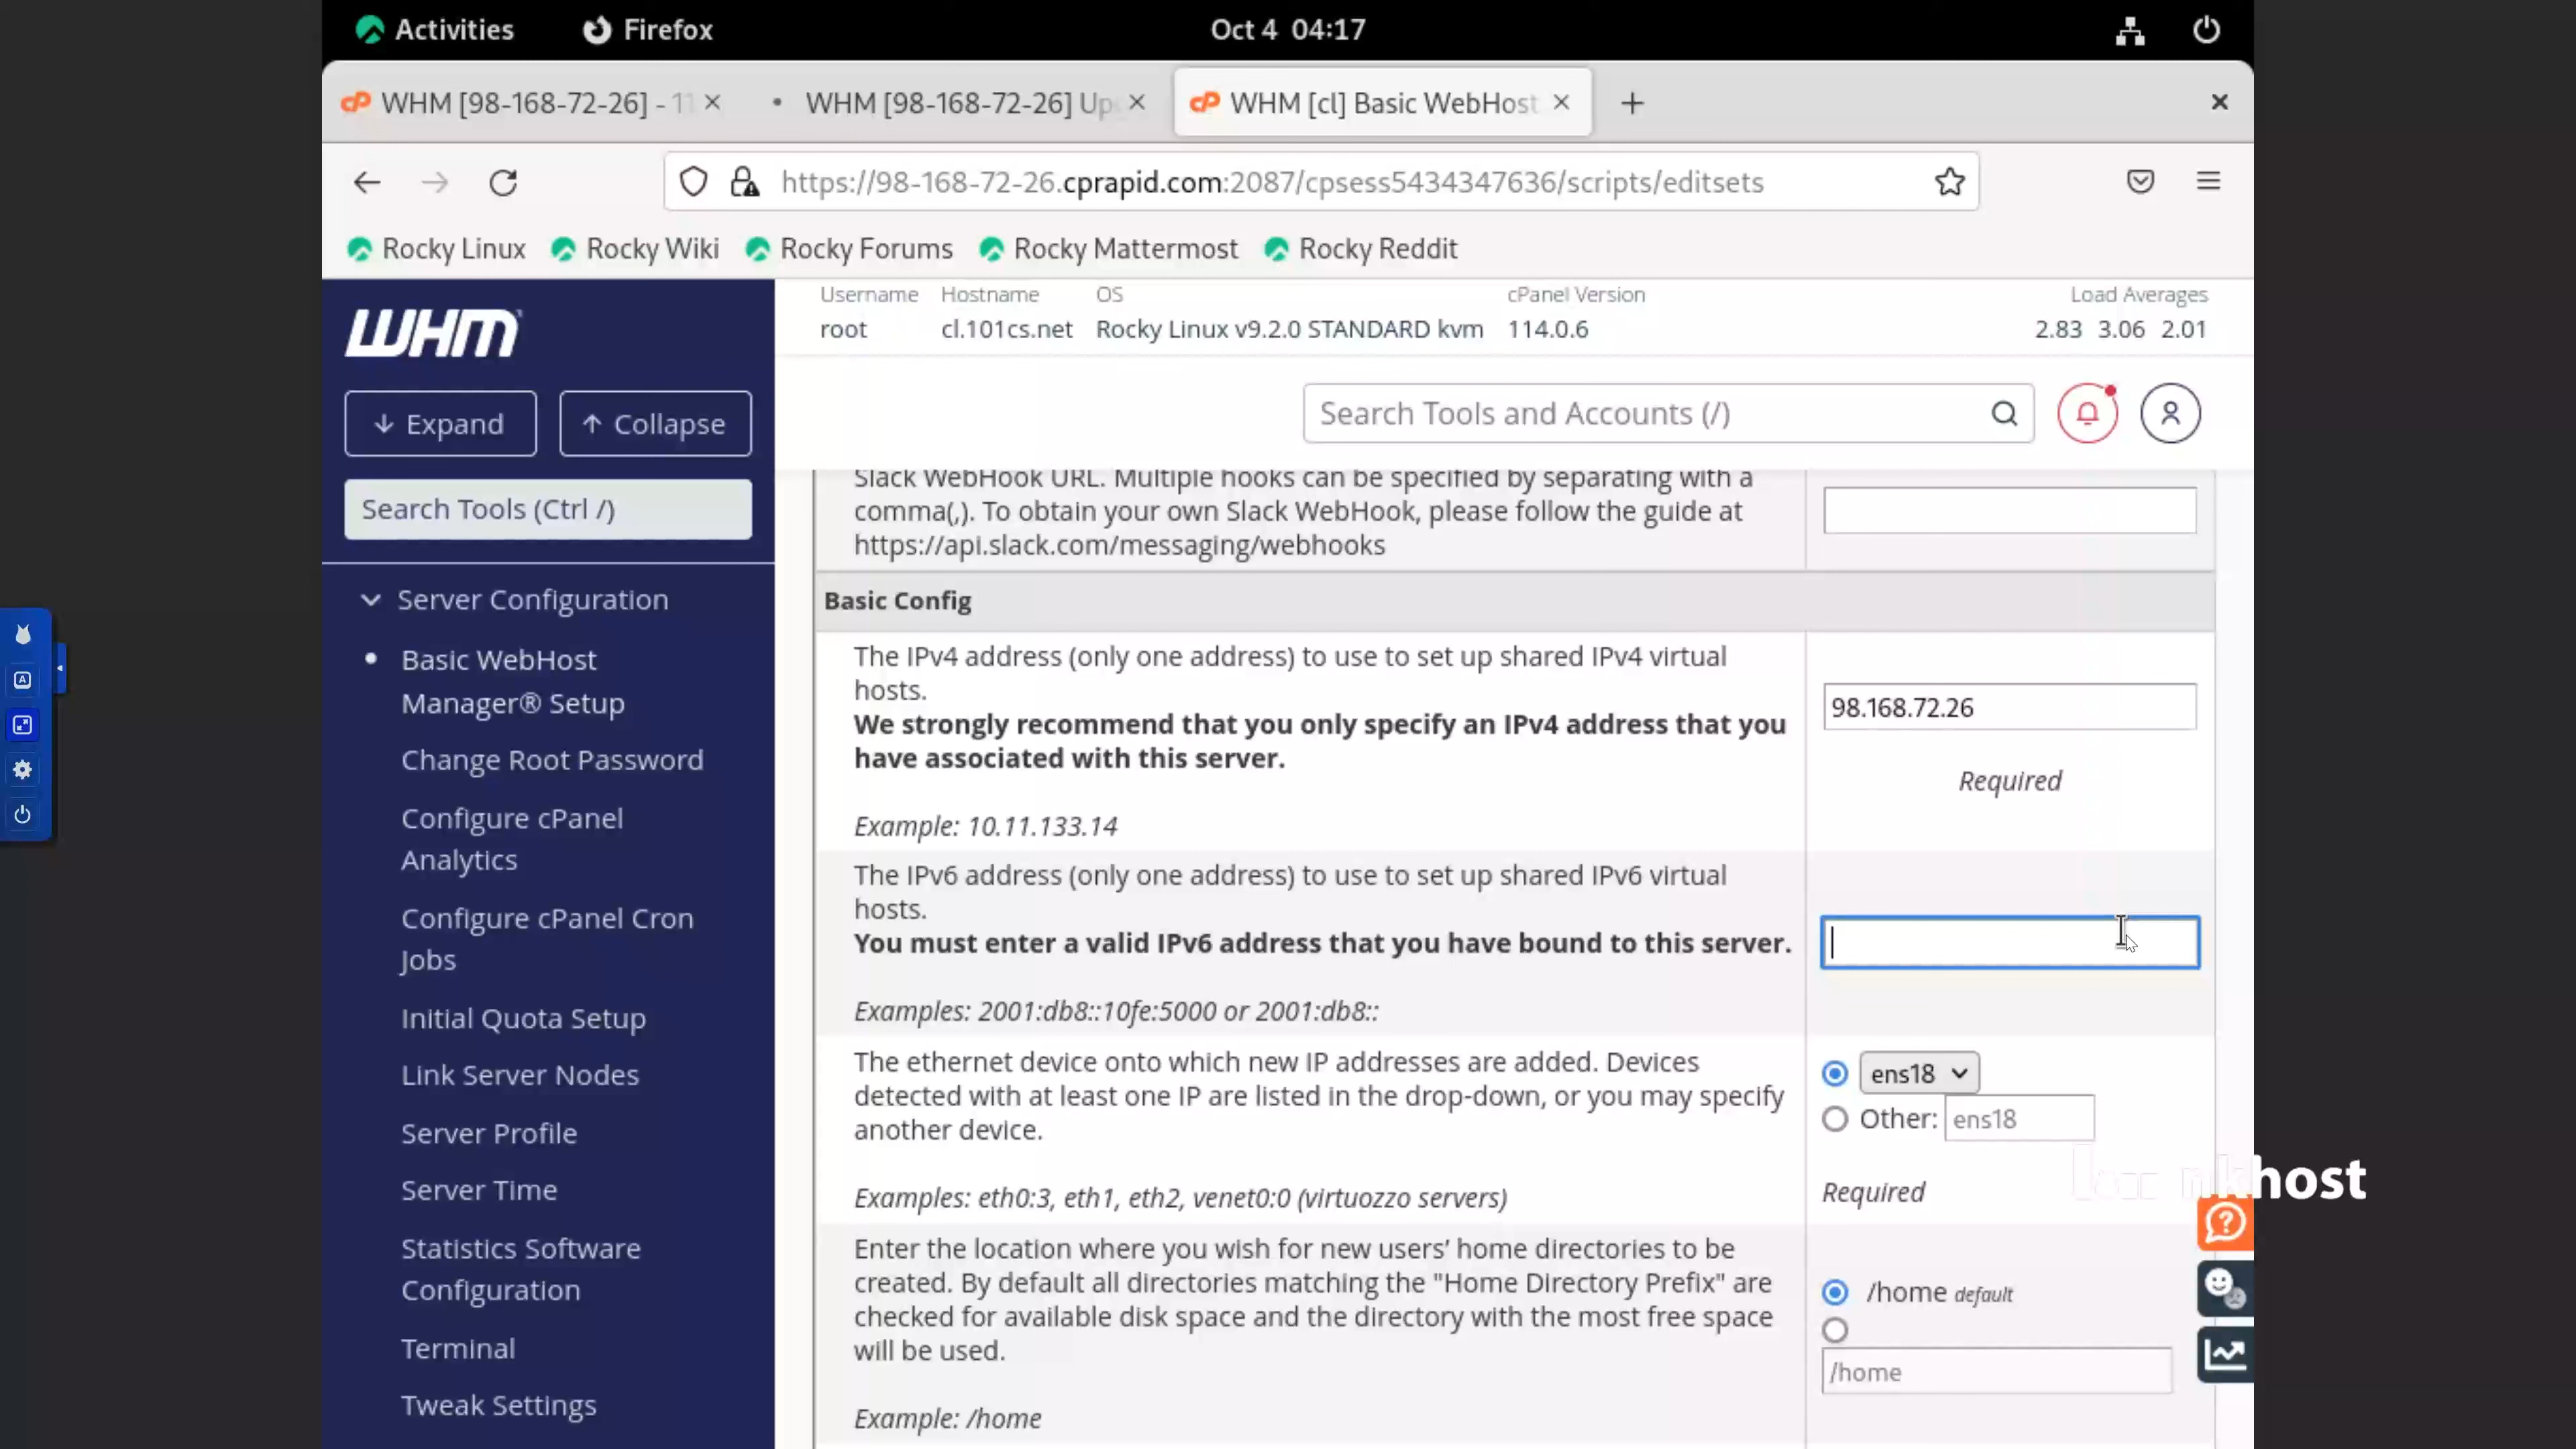 Activities
Firefox
Oct 4 04:17
WHM [98-168-72-26] - 11
WHM [98-168-72-26] Up
WHM [cl] Basic WebHost
https://98-168-72-26.cprapid.com:2087/cpsess5434347636/scripts/editsets
Rocky Linux
Rocky Wiki
Rocky Forums
Rocky Mattermost
Rocky Reddit
WHM
Username
Hostname
OS
cPanel Version
Load Averages
root
cl.101cs.net
Rocky Linux v9.2.0 STANDARD kvm
114.0.6
2.83 3.06 2.01
Expand
Collapse
Search Tools and Accounts (/)
Search Tools (Ctrl /)
Server Configuration
Basic WebHost
Manager® Setup
Change Root Password
Configure cPanel
Analytics
Configure cPanel Cron
Jobs
Initial Quota Setup
Link Server Nodes
Server Profile
Server Time
Statistics Software
Configuration
Terminal
Tweak Settings
Slack WebHook URL. Multiple hooks can be specified by separating with a
comma(,). To obtain your own Slack WebHook, please follow the guide at
https://api.slack.com/messaging/webhooks
Basic Config
The IPv4 address (only one address) to use to set up shared IPv4 virtual
hosts.
We strongly recommend that you only specify an IPv4 address that you
have associated with this server.
Example: 10.11.133.14
98.168.72.26
Required
The IPv6 address (only one address) to use to set up shared IPv6 virtual
hosts.
You must enter a valid IPv6 address that you have bound to this server.
Examples: 2001:db8::10fe:5000 or 2001:db8::
The ethernet device onto which new IP addresses are added. Devices
detected with at least one IP are listed in the drop-down, or you may specify
another device.
Examples: eth0:3, eth1, eth2, venet0:0 (virtuozzo servers)
ens18
Other: ens18
Required
Enter the location where you wish for new users’ home directories to be
created. By default all directories matching the "Home Directory Prefix" are
checked for available disk space and the directory with the most free space
will be used.
Example: /home
/home default
/home